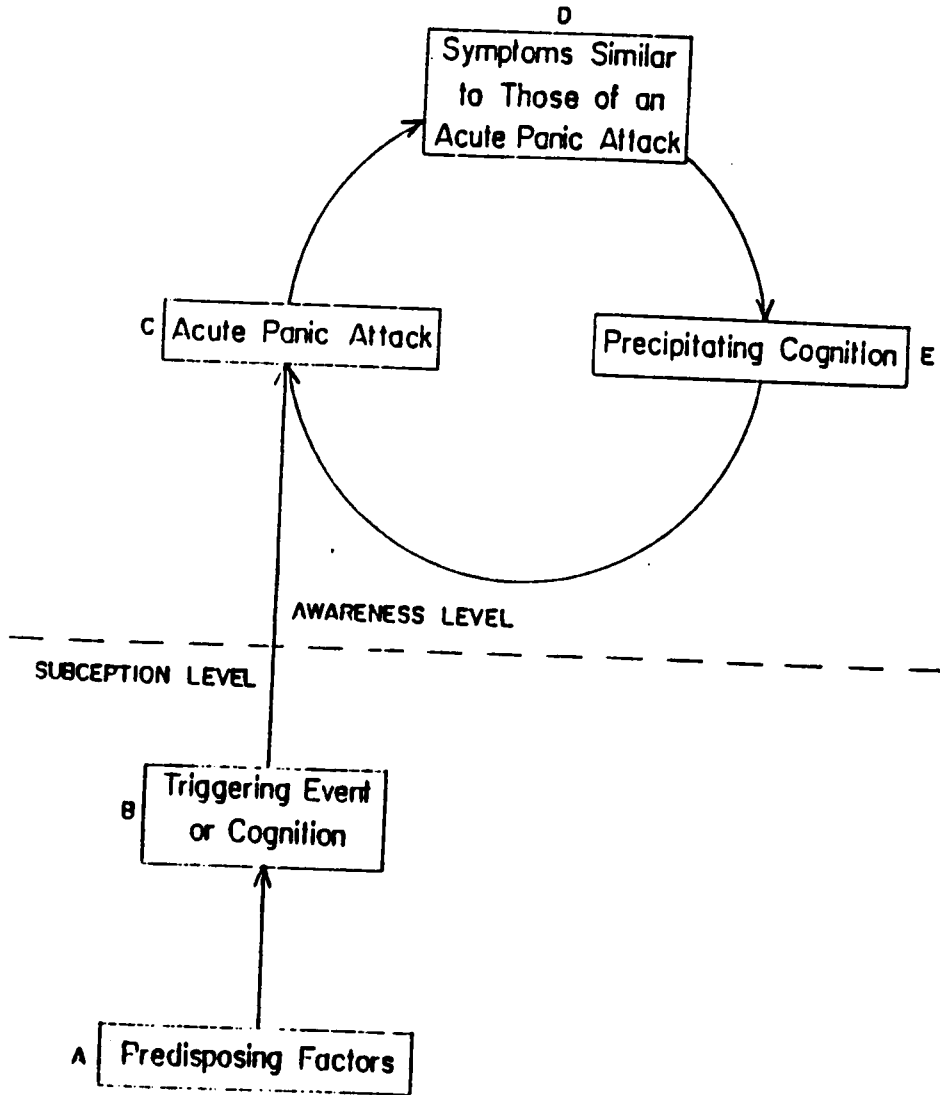 D
Symptoms Similar
to Those of an
Acute Panic Attack
C Acute Panic Attack
Precipitating Cognition E
AWARENESS LEVEL
SUBCEPTION LEVEL
B
Triggering Event
or Cognition
A Predisposing Factors